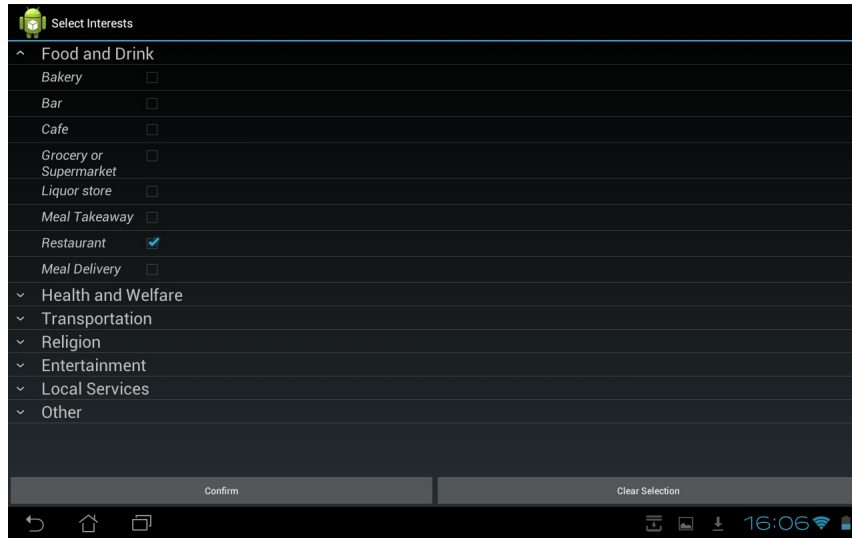 Select Interests
Food and Drink
Bakery
Bar
Cafe
Grocery or
Supermarket
Liquor store
Meal Takeaway
Restaurant
Meal Delivery
Health and Welfare
Transportation
Religion
Entertainment
Local Services
Other
Confirm
Clear Selection
16:06